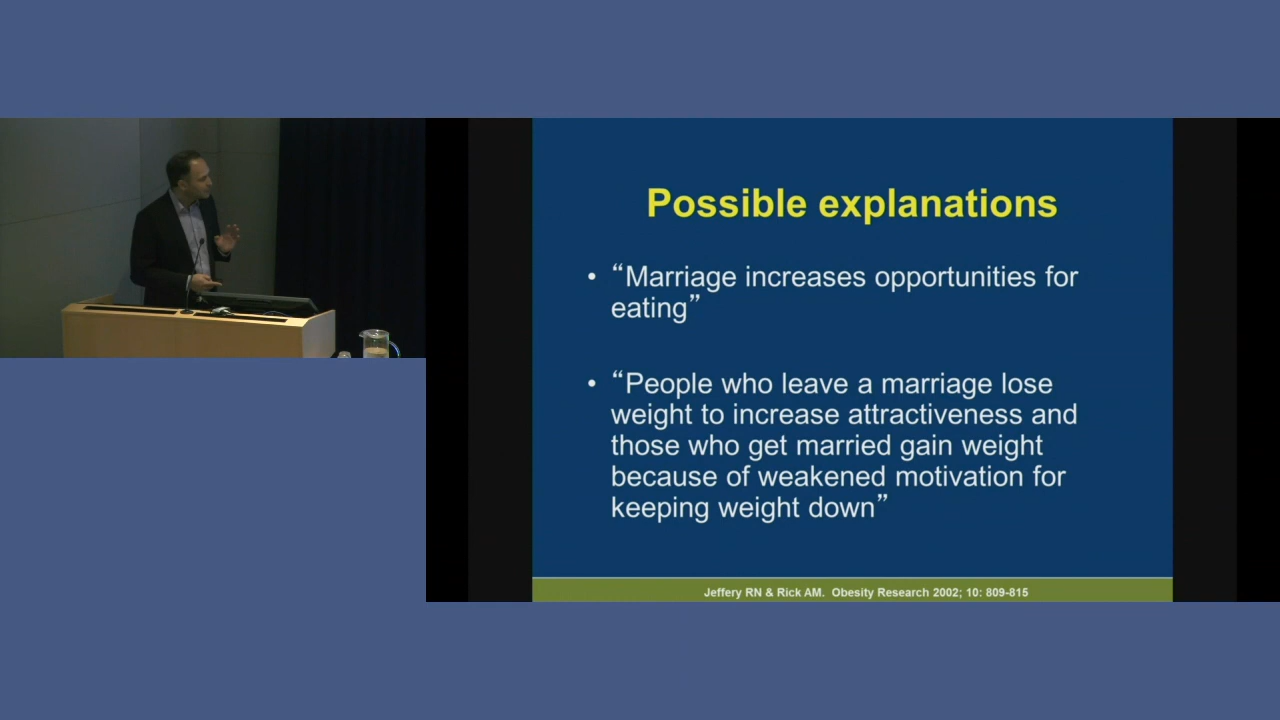 Possible explanations
• “Marriage increases opportunities for
eating”
• “People who leave a marriage lose
weight to increase attractiveness and
those who get married gain weight
because of weakened motivation for
keeping weight down”
Jeffery RN & Rick AM. Obesity Research 2002; 10: 809-815